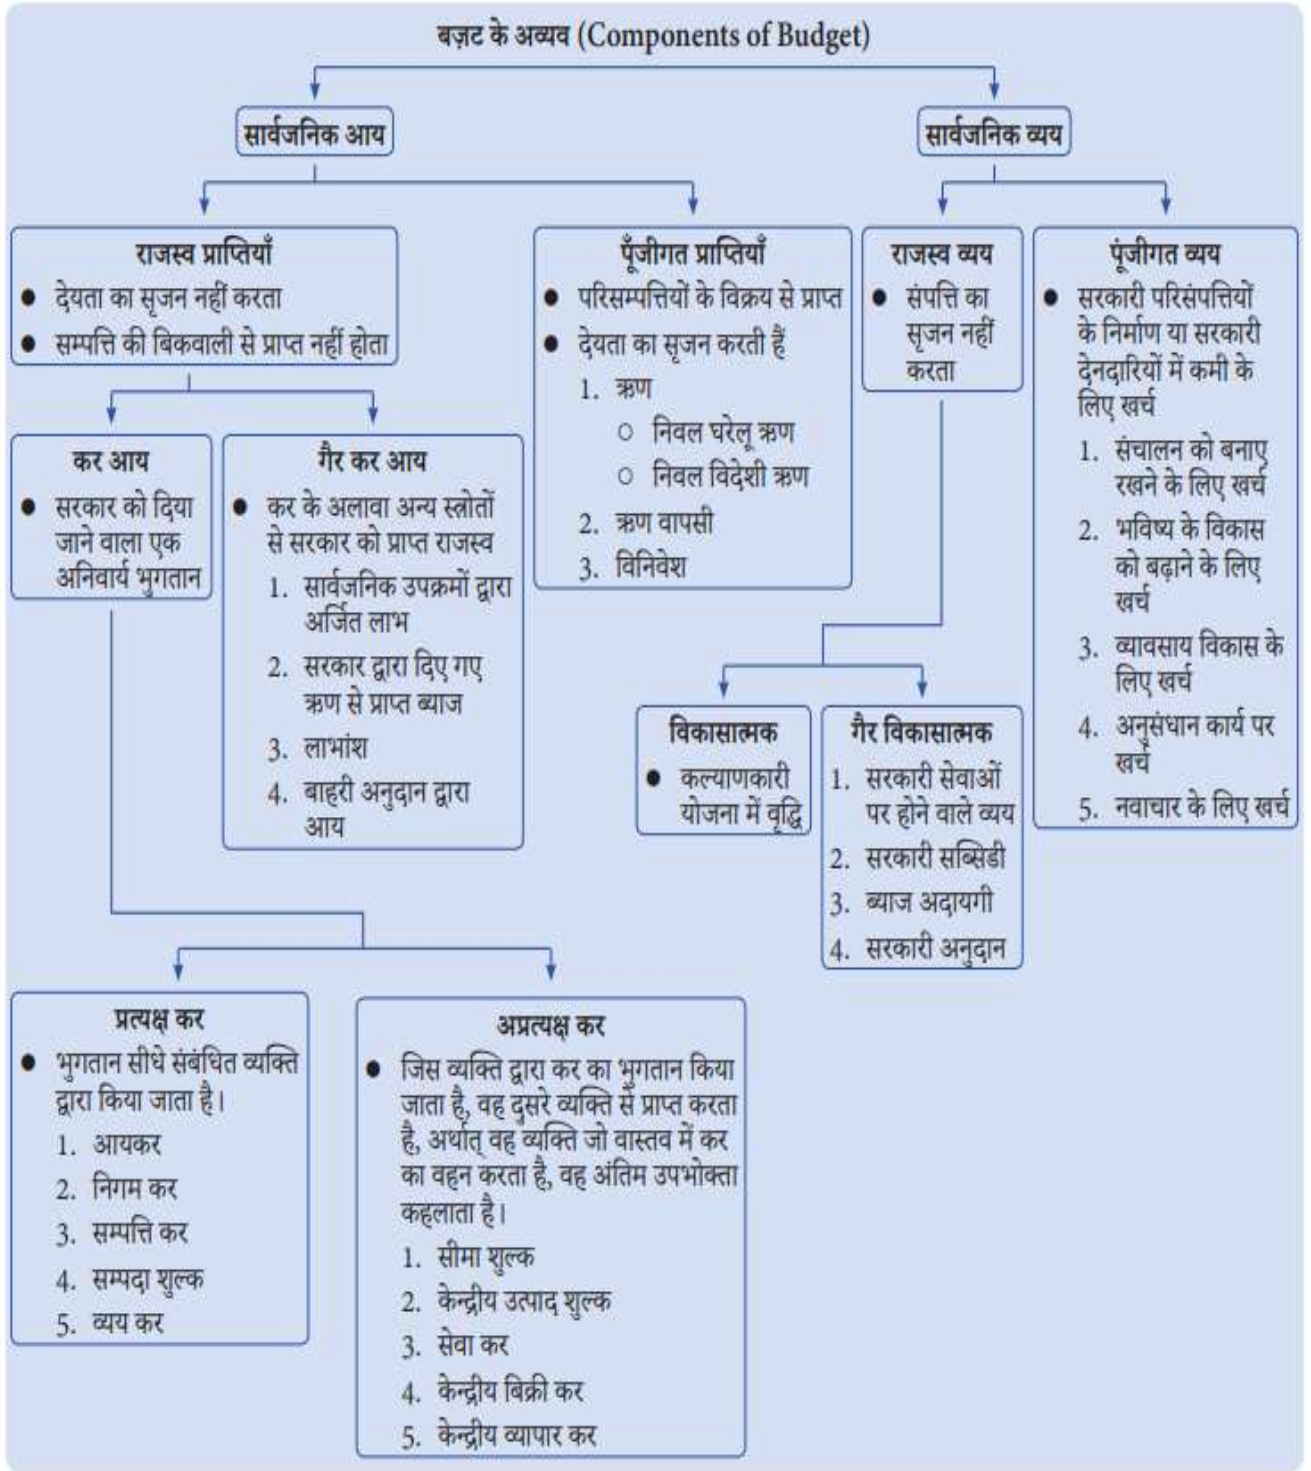 बज़ट के अव्यव (Components of Budget)
सार्वजनिक आय
सार्वजनिक व्यय
राजस्व प्राप्तियाँ
● देयता का सृजन नहीं करता
● सम्पत्ति की बिकवाली से प्राप्त नहीं होता
पूँजीगत प्राप्तियाँ
● परिसम्पत्तियों के विक्रय से प्राप्त
● देयता का सृजन करती हैं
1. ऋण
○ निवल घरेलू ऋण
○ निवल विदेशी ऋण
2. ऋण वापसी
3. विनिवेश
राजस्व व्यय
● संपत्ति का
सृजन नहीं
करता
पूंजीगत व्यय
● सरकारी परिसंपत्तियों
के निर्माण या सरकारी
देनदारियों में कमी के
लिए खर्च
1. संचालन को बनाए
रखने के लिए खर्च
2. भविष्य के विकास
को बढ़ाने के लिए
खर्च
3. व्यावसाय विकास के
लिए खर्च
4. अनुसंधान कार्य पर
खर्च
5. नवाचार के लिए खर्च
कर आय
● सरकार को दिया
जाने वाला एक
अनिवार्य भुगतान
गैर कर आय
● कर के अलावा अन्य स्त्रोतों
से सरकार को प्राप्त राजस्व
1. सार्वजनिक उपक्रमों द्वारा
अर्जित लाभ
2. सरकार द्वारा दिए गए
ऋण से प्राप्त ब्याज
3. लाभांश
4. बाहरी अनुदान द्वारा
आय
विकासात्मक
● कल्याणकारी
योजना में वृद्धि
गैर विकासात्मक
1. सरकारी सेवाओं
पर होने वाले व्यय
2. सरकारी सब्सिडी
3. ब्याज अदायगी
4. सरकारी अनुदान
प्रत्यक्ष कर
● भुगतान सीधे संबंधित व्यक्ति
द्वारा किया जाता है।
1. आयकर
2. निगम कर
3. सम्पत्ति कर
4. सम्पदा शुल्क
5. व्यय कर
अप्रत्यक्ष कर
● जिस व्यक्ति द्वारा कर का भुगतान किया
जाता है, वह दुसरे व्यक्ति से प्राप्त करता
है, अर्थात् वह व्यक्ति जो वास्तव में कर
का वहन करता है, वह अंतिम उपभोक्ता
कहलाता है।
1. सीमा शुल्क
2. केन्द्रीय उत्पाद शुल्क
3. सेवा कर
4. केन्द्रीय बिक्री कर
5. केन्द्रीय व्यापार कर